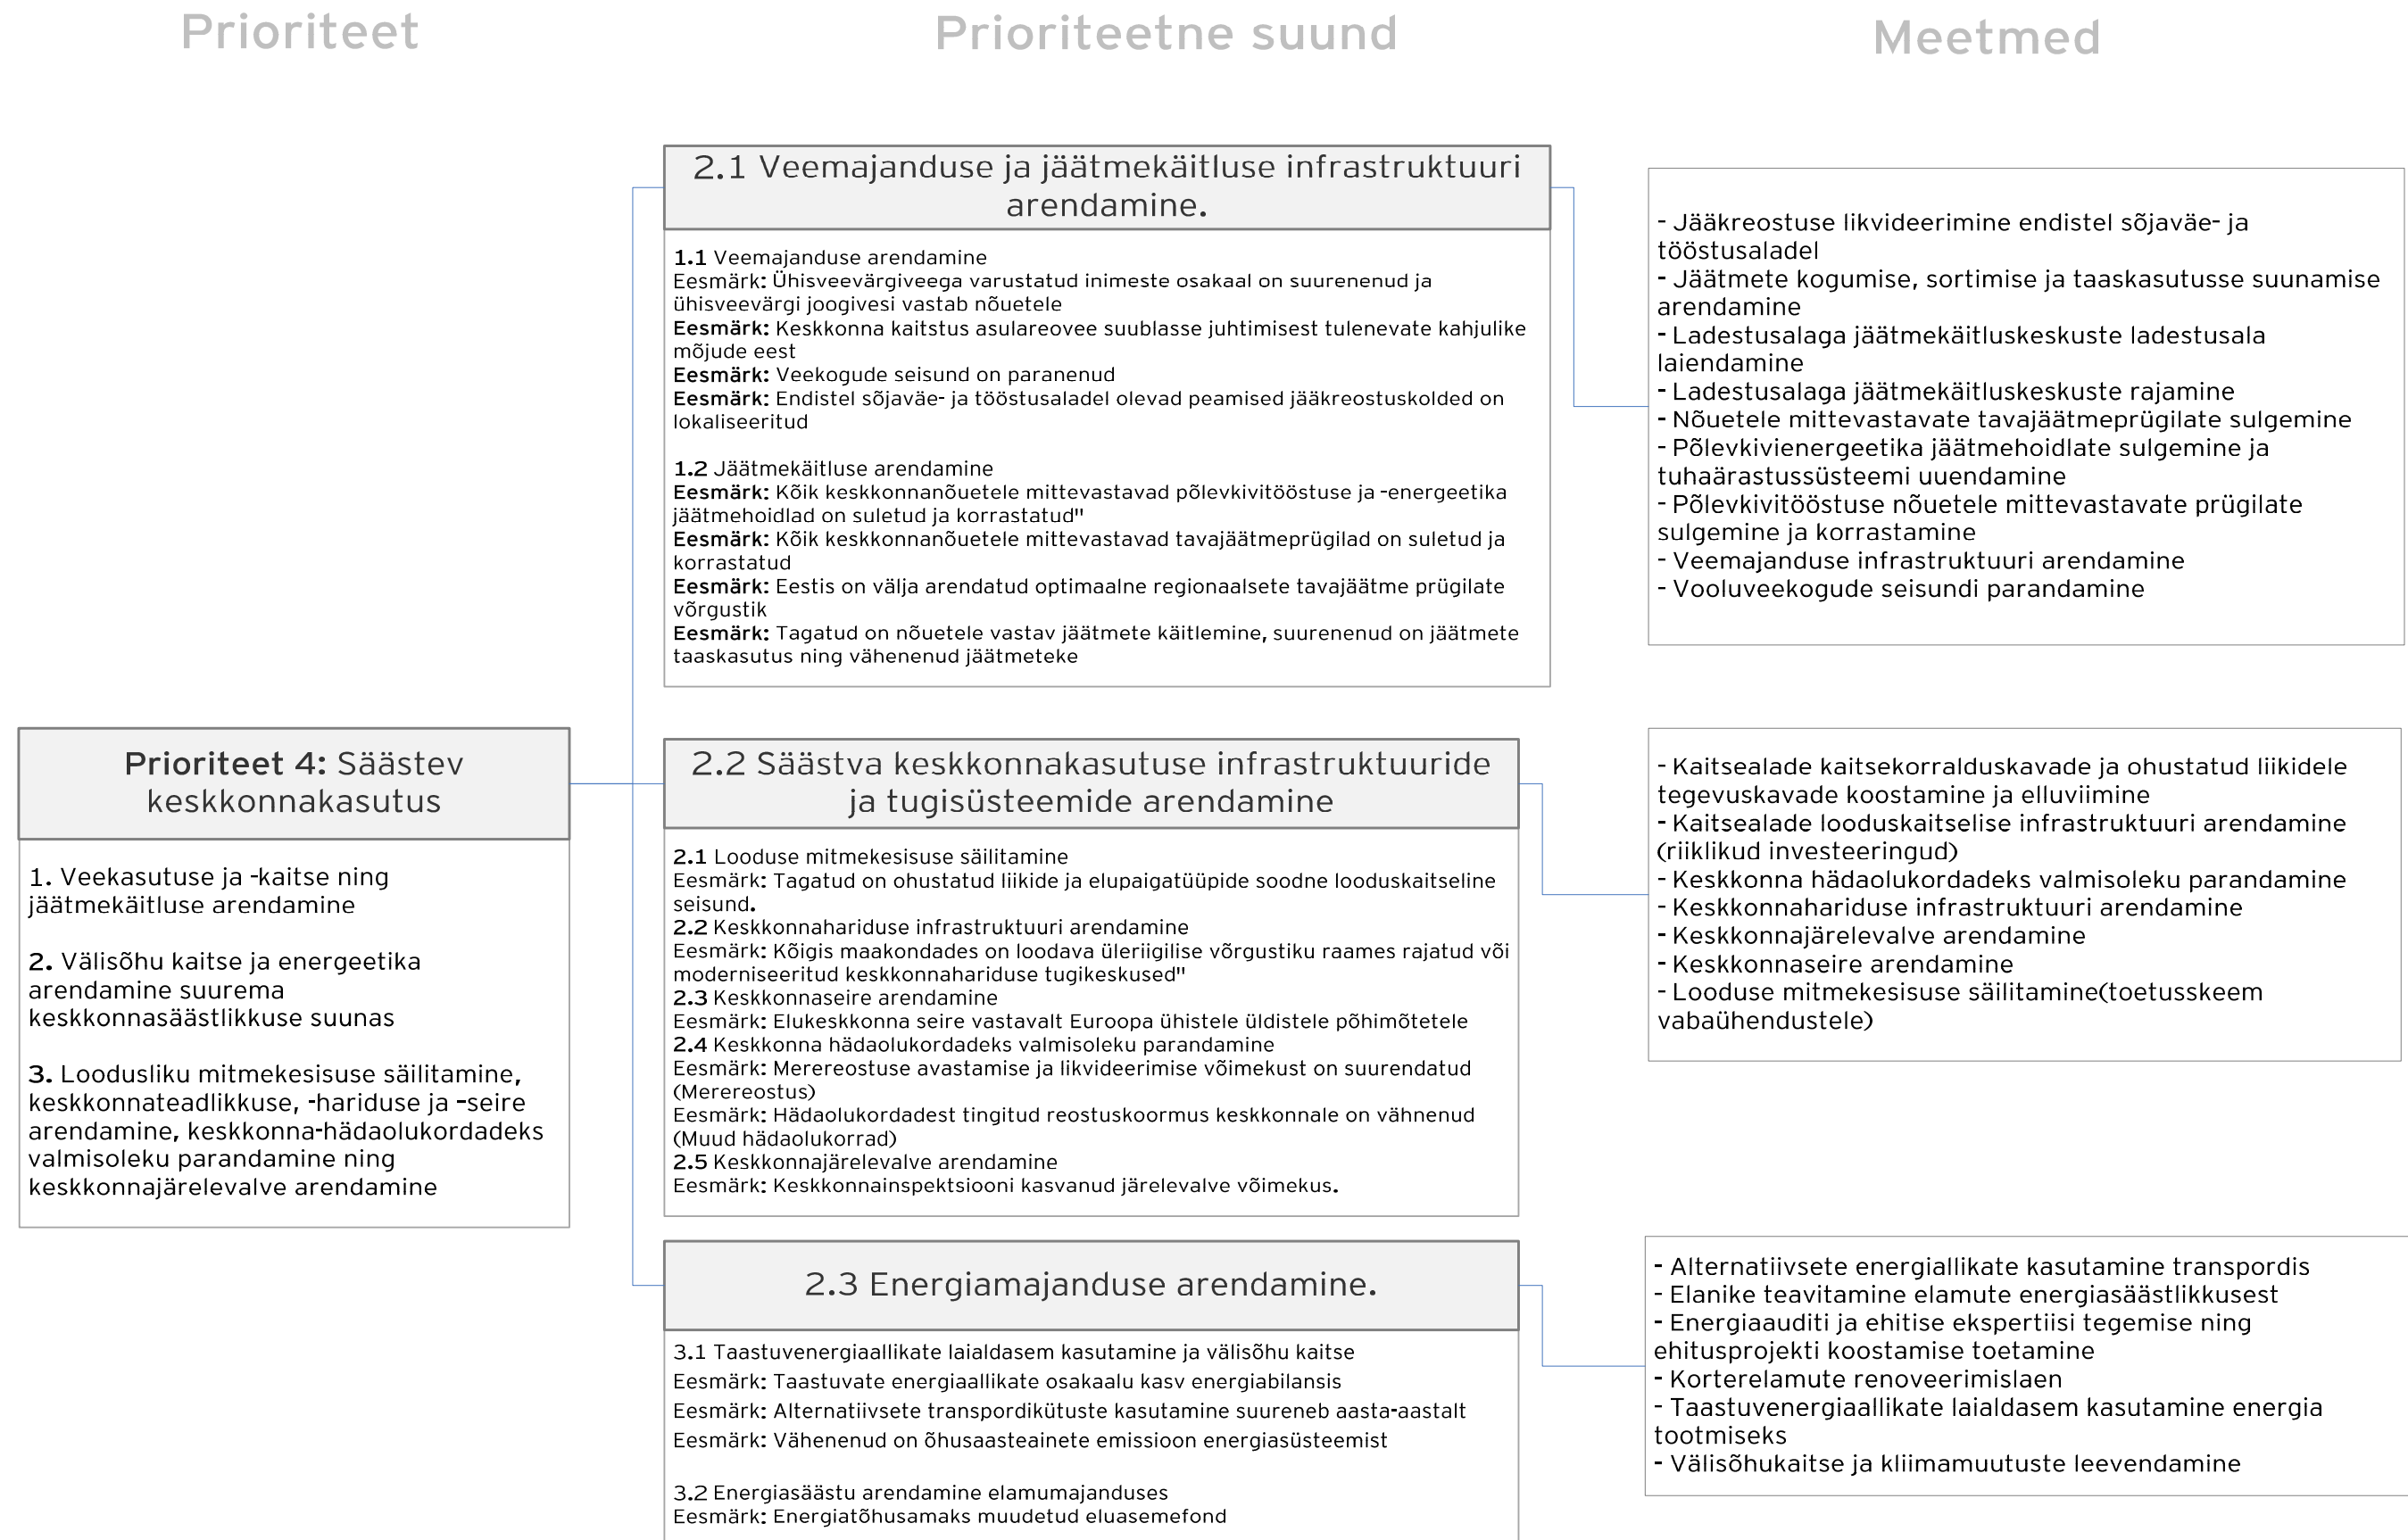 Prioriteet
Prioriteetne suund
Meetmed
Prioriteet 4: Säästev
keskkonnakasutus
1. Veekasutuse ja -kaitse ning
jäätmekäitluse arendamine
2. Välisõhu kaitse ja energeetika
arendamine suurema
keskkonnasäästlikkuse suunas
3. Loodusliku mitmekesisuse säilitamine,
keskkonnateadlikkuse, -hariduse ja -seire
arendamine, keskkonna-hädaolukordadeks
valmisoleku parandamine ning
keskkonnajärelevalve arendamine
2.1 Veemajanduse ja jäätmekäitluse infrastruktuuri
arendamine.
1.1 Veemajanduse arendamine
Eesmärk: Ühisveevärgiveega varustatud inimeste osakaal on suurenenud ja
ühisveevärgi joogivesi vastab nõuetele
Eesmärk: Keskkonna kaitstus asulareovee suublasse juhtimisest tulenevate kahjulike
mõjude eest
Eesmärk: Veekogude seisund on paranenud
Eesmärk: Endistel sõjaväe- ja tööstusaladel olevad peamised jääkreostuskolded on
lokaliseeritud
1.2 Jäätmekäitluse arendamine
Eesmärk: Kõik keskkonnanõuetele mittevastavad põlevkivitööstuse ja -energeetika
jäätmehoidlad on suletud ja korrastatud"
Eesmärk: Kõik keskkonnanõuetele mittevastavad tavajäätmeprügilad on suletud ja
korrastatud
Eesmärk: Eestis on välja arendatud optimaalne regionaalsete tavajäätme prügilate
võrgustik
Eesmärk: Tagatud on nõuetele vastav jäätmete käitlemine, suurenenud on jäätmete
taaskasutus ning vähenenud jäätmeteke
- Jääkreostuse likvideerimine endistel sõjaväe- ja
tööstusaladel
- Jäätmete kogumise, sortimise ja taaskasutusse suunamise
arendamine
- Ladestusalaga jäätmekäitluskeskuste ladestusala
laiendamine
- Ladestusalaga jäätmekäitluskeskuste rajamine
- Nõuetele mittevastavate tavajäätmeprügilate sulgemine
- Põlevkivienergeetika jäätmehoidlate sulgemine ja
tuhaärastussüsteemi uuendamine
- Põlevkivitööstuse nõuetele mittevastavate prügilate
sulgemine ja korrastamine
- Veemajanduse infrastruktuuri arendamine
- Vooluveekogude seisundi parandamine
2.2 Säästva keskkonnakasutuse infrastruktuuride
ja tugisüsteemide arendamine
2.1 Looduse mitmekesisuse säilitamine
Eesmärk: Tagatud on ohustatud liikide ja elupaigatüüpide soodne looduskaitseline
seisund.
2.2 Keskkonnahariduse infrastruktuuri arendamine
Eesmärk: Kõigis maakondades on loodava üleriigilise võrgustiku raames rajatud või
moderniseeritud keskkonnahariduse tugikeskused"
2.3 Keskkonnaseire arendamine
Eesmärk: Elukeskkonna seire vastavalt Euroopa ühistele üldistele põhimõtetele
2.4 Keskkonna hädaolukordadeks valmisoleku parandamine
Eesmärk: Merereostuse avastamise ja likvideerimise võimekust on suurendatud
(Merereostus)
Eesmärk: Hädaolukordadest tingitud reostuskoormus keskkonnale on vähnenud
(Muud hädaolukorrad)
2.5 Keskkonnajärelevalve arendamine
Eesmärk: Keskkonnainspektsiooni kasvanud järelevalve võimekus.
- Kaitsealade kaitsekorralduskavade ja ohustatud liikidele
tegevuskavade koostamine ja elluviimine
- Kaitsealade looduskaitselise infrastruktuuri arendamine
(riiklikud investeeringud)
- Keskkonna hädaolukordadeks valmisoleku parandamine
- Keskkonnahariduse infrastruktuuri arendamine
- Keskkonnajärelevalve arendamine
- Keskkonnaseire arendamine
- Looduse mitmekesisuse säilitamine(toetusskeem
vabaühendustele)
2.3 Energiamajanduse arendamine.
3.1 Taastuvenergiaallikate laialdasem kasutamine ja välisõhu kaitse
Eesmärk: Taastuvate energiaallikate osakaalu kasv energiabilansis
Eesmärk: Alternatiivsete transpordikütuste kasutamine suureneb aasta-aastalt
Eesmärk: Vähenenud on õhusaasteainete emissioon energiasüsteemist
3.2 Energiasäästu arendamine elamumajanduses
Eesmärk: Energiatõhusamaks muudetud eluasemefond
- Alternatiivsete energiallikate kasutamine transpordis
- Elanike teavitamine elamute energiasäästlikkusest
- Energiaauditi ja ehitise ekspertiisi tegemise ning
ehitusprojekti koostamise toetamine
- Korterelamute renoveerimislaen
- Taastuvenergiaallikate laialdasem kasutamine energia
tootmiseks
- Välisõhukaitse ja kliimamuutuste leevendamine